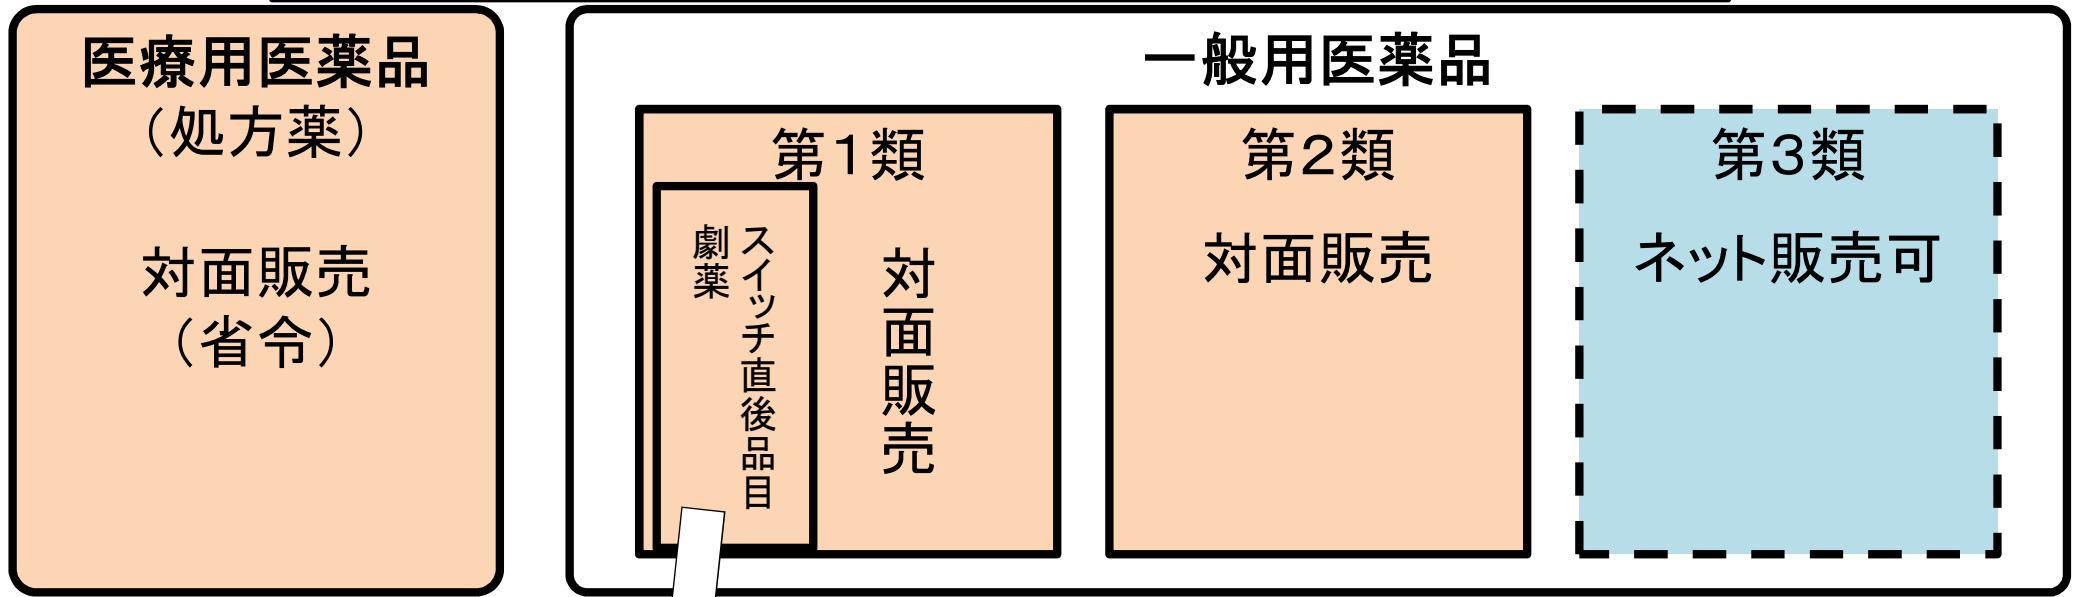 医療用医薬品
（処方薬）
対面販売
（省令）
一般用医薬品
第１類
スイッチ直後品目
劇薬
対面販売
第２類
対面販売
第３類
ネット販売可